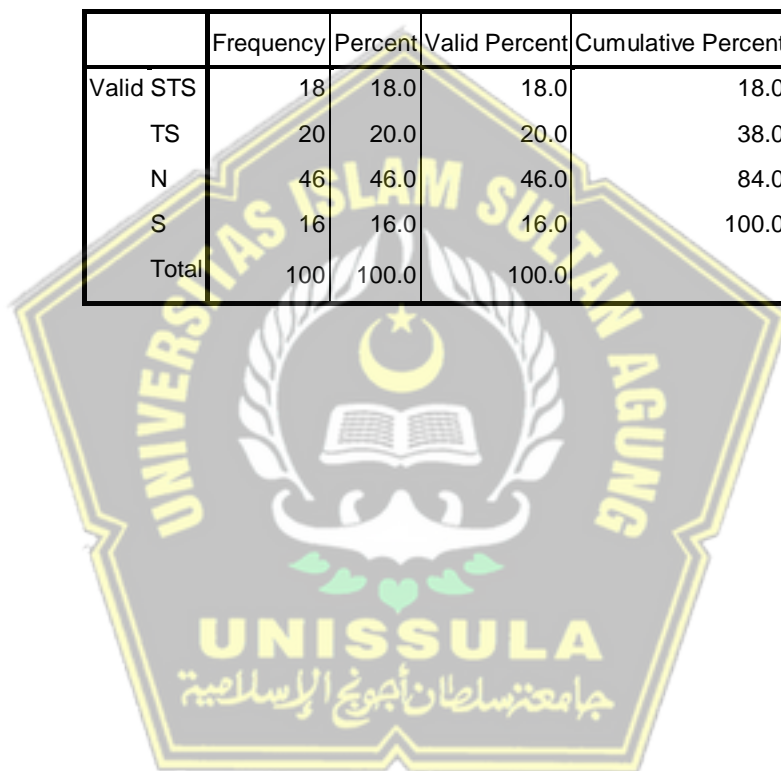 Frequency Percent Valid Percent Cumulative Percent
Valid STS 18 18.0 18.0 18.0
TS 20 20.0 20.0 38.0
N 46 46.0 46.0 84.0
S 16 16.0 16.0 100.0
Total 100 100.0 100.0
UNIVERSITAS ISLAM SULTAN AGUNG
UNISSULA
جامعتسلطان أجونج الإسلامية